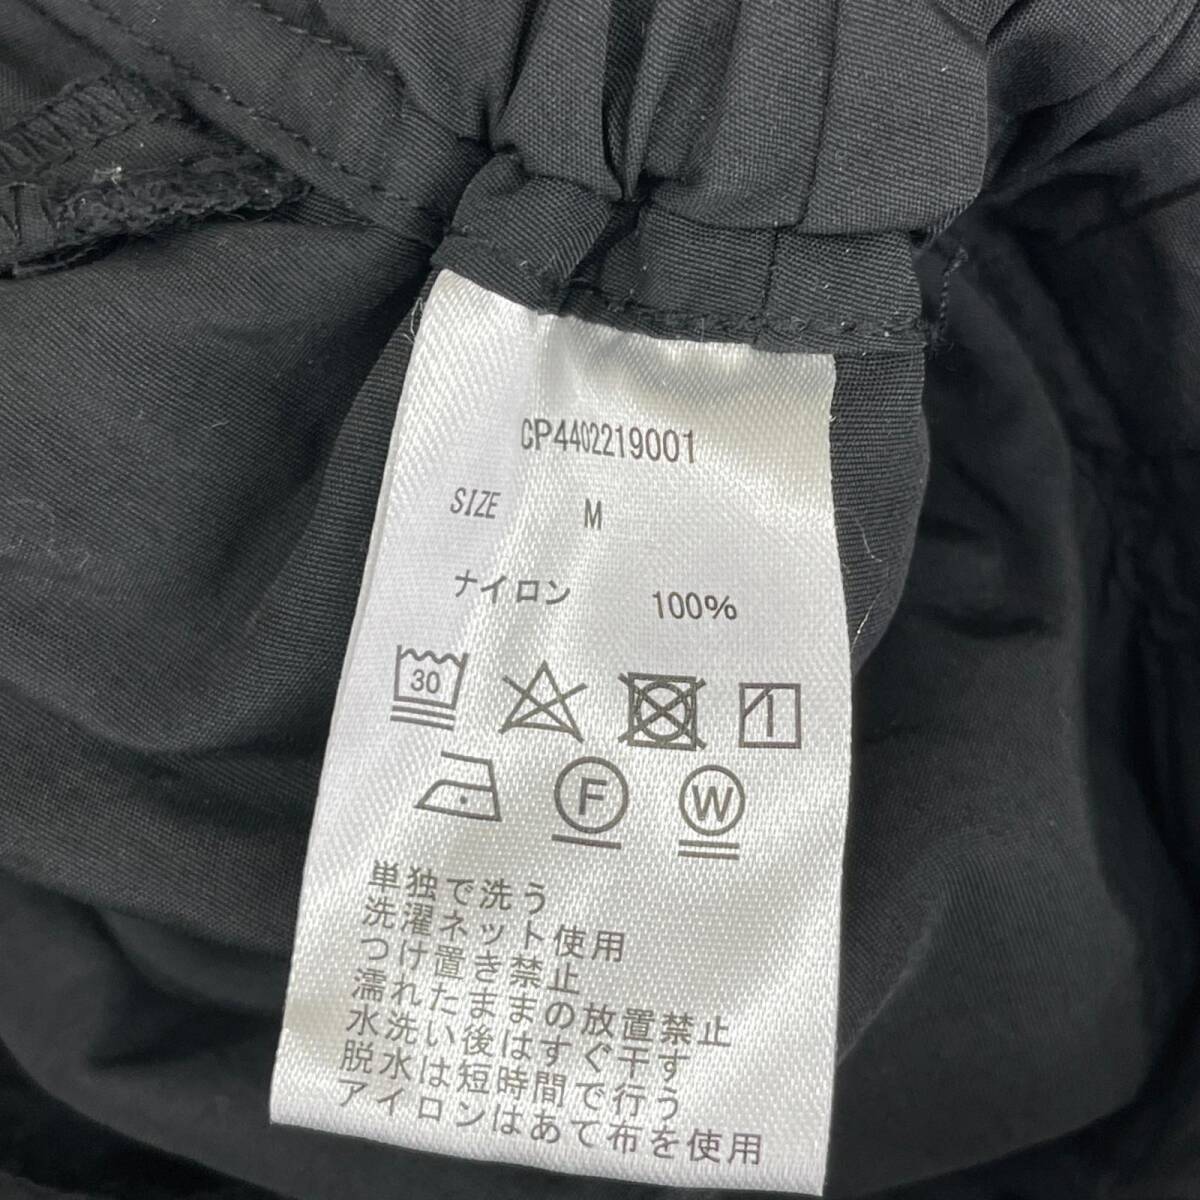 CP4402219001
SIZE M
ナイロン 100%
30
F W
単独で洗う
洗濯ネット使用
つけ置き禁止
濡れたままの放置禁止
水洗い後はすぐ干す
脱水は短時間で行う
アイロンはあて布を使用